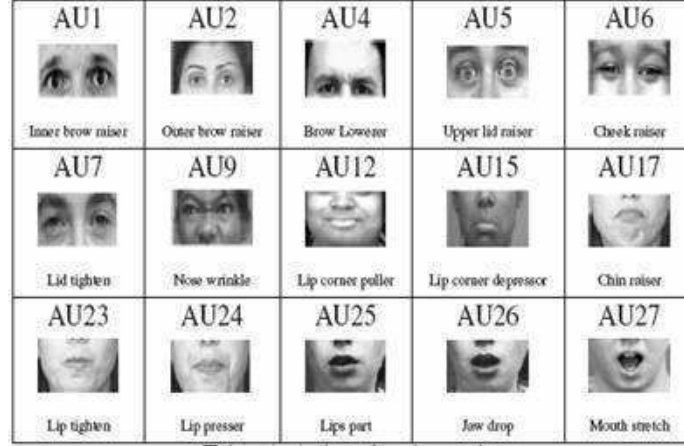 AU1 AU2 AU4 AU5 AU6
Inner brow raiser Outer brow raiser Brow Lowerer Upper lid raiser Cheek raiser
AU7 AU9 AU12 AU15 AU17
Lid tighten Nose wrinkle Lip corner puller Lip corner depressor Chin raiser
AU23 AU24 AU25 AU26 AU27
Lip tighten Lip presser Lips part Jaw drop Mouth stretch